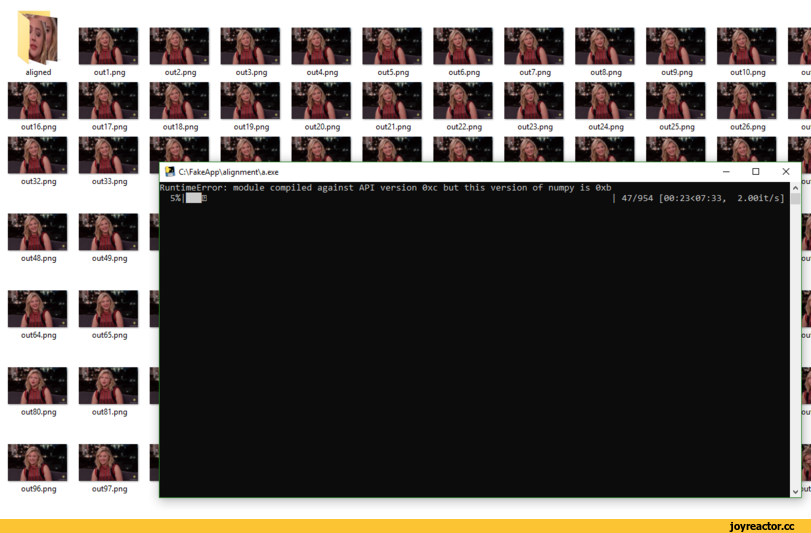 aligned out1.png out2.png out3.png out4.png out5.png out6.png out7.png out8.png out9.png out10.png ou
out16.png out17.png out18.png out19.png out20.png out21.png out22.png out23.png out24.png out25.png out26.png ou
out32.png out33.png
C:\FakeApp\alignment\a.exe
RuntimeError: module compiled against API version 0xc but this version of numpy is 0xb
5%| | 47/954 [00:23<07:33, 2.00it/s]
out48.png out49.png
out64.png out65.png
out80.png out81.png
out96.png out97.png
joyreactor.cc